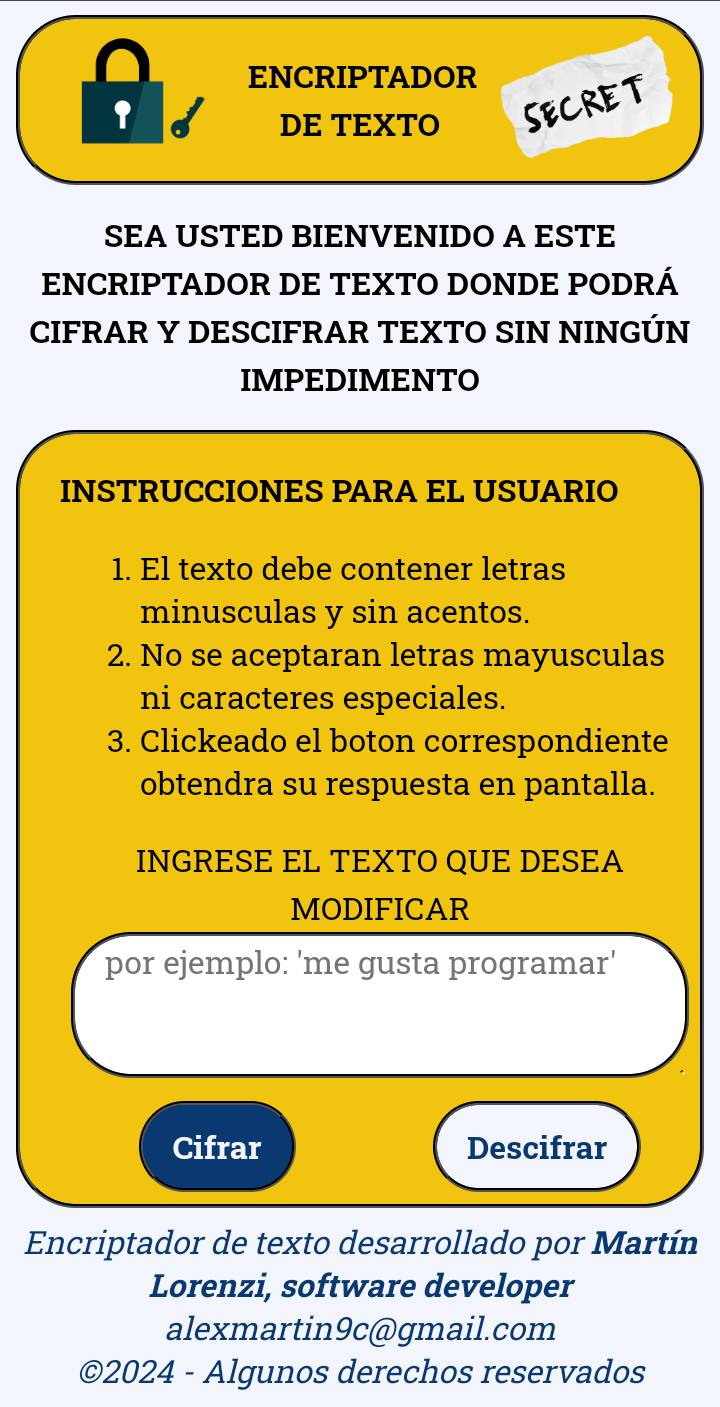 ENCRIPTADOR
DE TEXTO
SECRET
SEA USTED BIENVENIDO A ESTE
ENCRIPTADOR DE TEXTO DONDE PODRÁ
CIFRAR Y DESCIFRAR TEXTO SIN NINGÚN
IMPEDIMENTO
INSTRUCCIONES PARA EL USUARIO
1. El texto debe contener letras
minusculas y sin acentos.
2. No se aceptaran letras mayusculas
ni caracteres especiales.
3. Clickeado el boton correspondiente
obtendra su respuesta en pantalla.
INGRESE EL TEXTO QUE DESEA
MODIFICAR
por ejemplo: 'me gusta programar'
Cifrar
Descifrar
Encriptador de texto desarrollado por Martín
Lorenzi, software developer
alexmartin9c@gmail.com
©2024 - Algunos derechos reservados